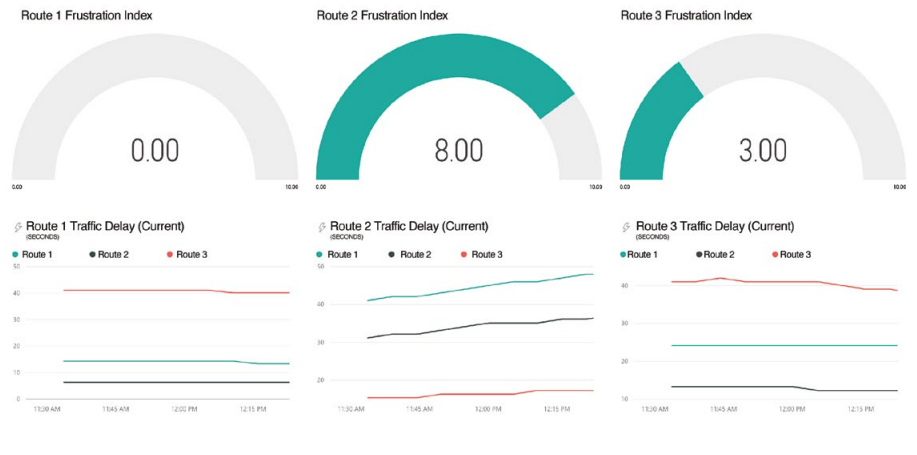 Route 1 Frustration Index
Route 2 Frustration Index
Route 3 Frustration Index
0.00
8.00
3.00
0.00
10.00
0.00
10.00
0.00
10.00
Route 1 Traffic Delay (Current)
(SECONDS)
Route 1 Route 2 Route 3
50
40
30
20
10
0
11:30 AM 11:45 AM 12:00 PM 12:15 PM
Route 2 Traffic Delay (Current)
(SECONDS)
Route 1 Route 2 Route 3
50
40
30
20
11:30 AM 11:45 AM 12:00 PM 12:15 PM
Route 3 Traffic Delay (Current)
(SECONDS)
Route 1 Route 2 Route 3
40
30
20
10
11:30 AM 11:45 AM 12:00 PM 12:15 PM